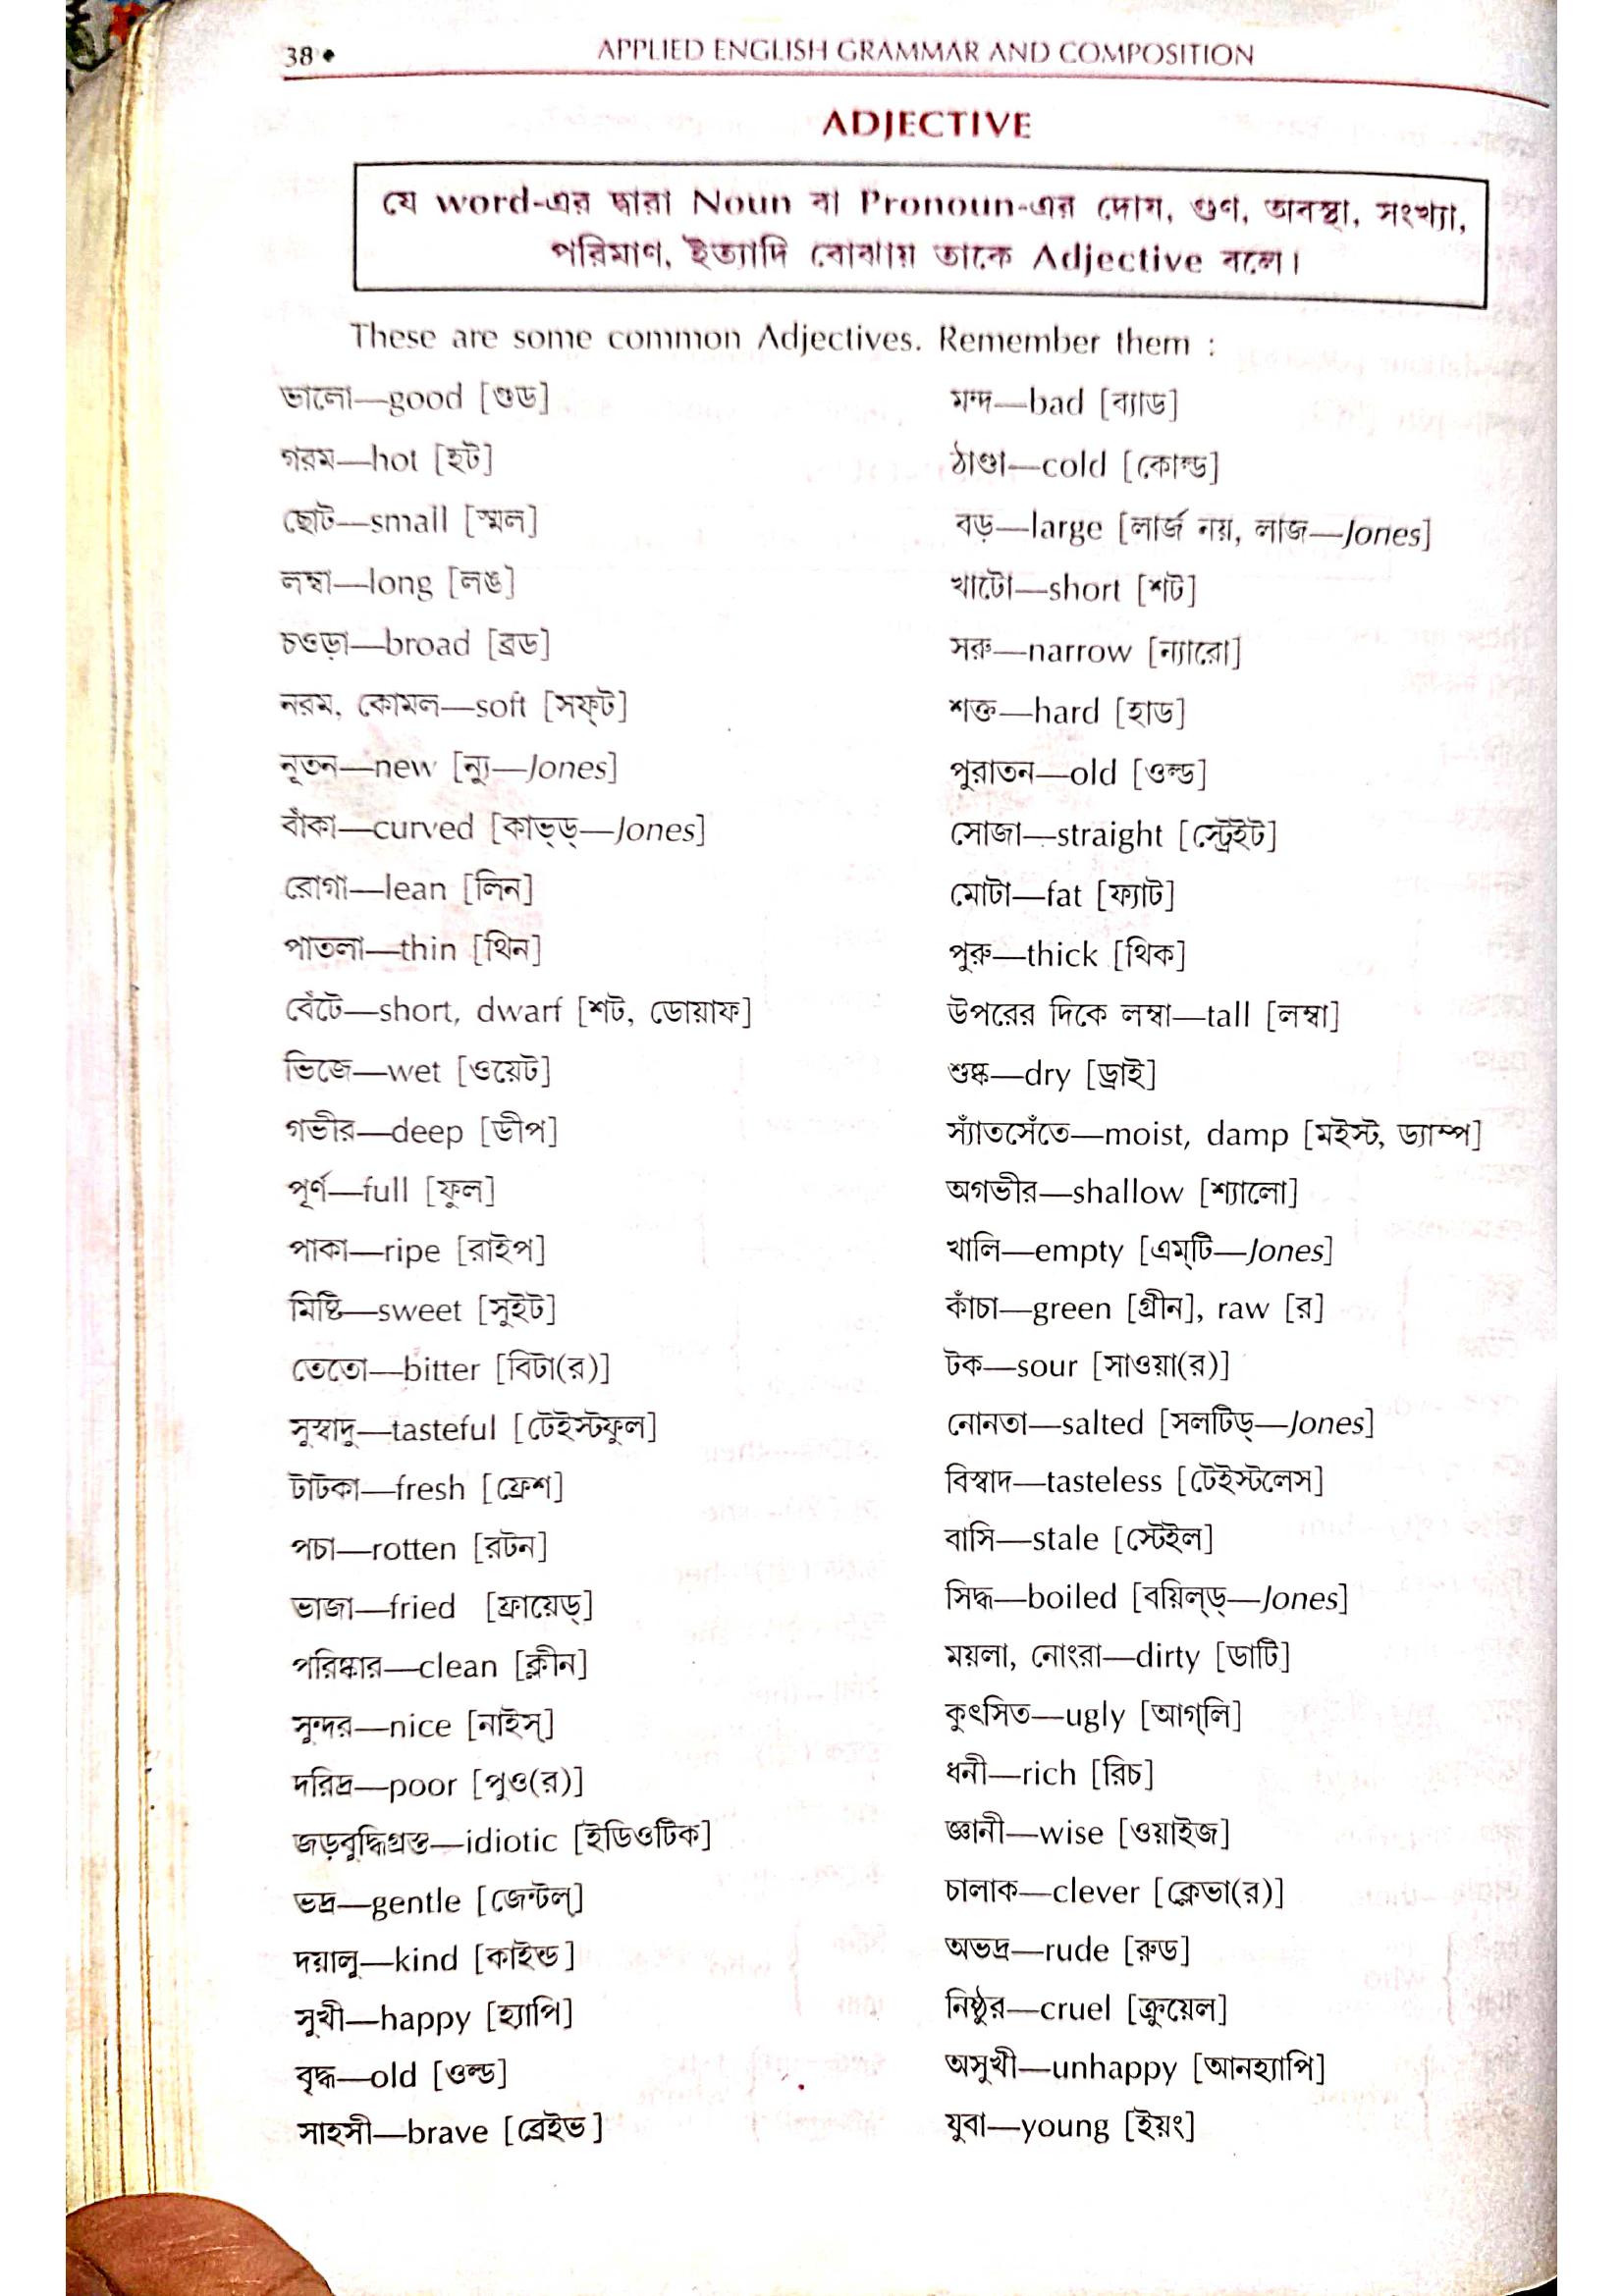 38 • APPLIED ENGLISH GRAMMAR AND COMPOSITION
ADJECTIVE
যে word-এর দ্বারা Noun বা Pronoun-এর দোষ, গুণ, অবস্থা, সংখ্যা,
পরিমাণ, ইত্যাদি বোঝায় তাকে Adjective বলে।
These are some common Adjectives. Remember them :
ভালো—good [গুড] মন্দ—bad [ব্যাড]
গরম—hot [হট] ঠাণ্ডা—cold [কোল্ড]
ছোট—small [স্মল] বড়—large [লার্জ নয়, লাজ—Jones]
লম্বা—long [লঙ] খাটো—short [শট]
চওড়া—broad [ব্রড] সরু—narrow [ন্যারো]
নরম, কোমল—soft [সফ্‌ট] শক্ত—hard [হাড]
নূতন—new [ন্যু—Jones] পুরাতন—old [ওল্ড]
বাঁকা—curved [কাভ্‌ড্—Jones] সোজা—straight [স্ট্রেইট]
রোগা—lean [লিন] মোটা—fat [ফ্যাট]
পাতলা—thin [থিন] পুরু—thick [থিক]
বেঁটে—short, dwarf [শট, ডোয়াফ] উপরের দিকে লম্বা—tall [লম্বা]
ভিজে—wet [ওয়েট] শুষ্ক—dry [ড্রাই]
গভীর—deep [ডীপ] স্যাঁতসেঁতে—moist, damp [মইস্ট, ড্যাম্প]
পূর্ণ—full [ফুল] অগভীর—shallow [শ্যালো]
পাকা—ripe [রাইপ] খালি—empty [এম্‌টি—Jones]
মিষ্টি—sweet [সুইট] কাঁচা—green [গ্রীন], raw [র]
তেতো—bitter [বিটা(র)] টক—sour [সাওয়া(র)]
সুস্বাদু—tasteful [টেইস্টফুল] নোনতা—salted [সলটিড্—Jones]
টাটকা—fresh [ফ্রেশ] বিস্বাদ—tasteless [টেইস্টলেস]
পচা—rotten [রটন] বাসি—stale [স্টেইল]
ভাজা—fried [ফ্রায়েড্] সিদ্ধ—boiled [বয়িল্‌ড্—Jones]
পরিষ্কার—clean [ক্লীন] ময়লা, নোংরা—dirty [ডাটি]
সুন্দর—nice [নাইস্] কুৎসিত—ugly [আগ্‌লি]
দরিদ্র—poor [পুও(র)] ধনী—rich [রিচ]
জড়বুদ্ধিগ্রস্ত—idiotic [ইডিওটিক] জ্ঞানী—wise [ওয়াইজ]
ভদ্র—gentle [জেন্টল্] চালাক—clever [ক্লেভা(র)]
দয়ালু—kind [কাইন্ড] অভদ্র—rude [রুড]
সুখী—happy [হ্যাপি] নিষ্ঠুর—cruel [ক্রুয়েল]
বৃদ্ধ—old [ওল্ড] অসুখী—unhappy [আনহ্যাপি]
সাহসী—brave [ব্রেইভ] যুবা—young [ইয়ং]